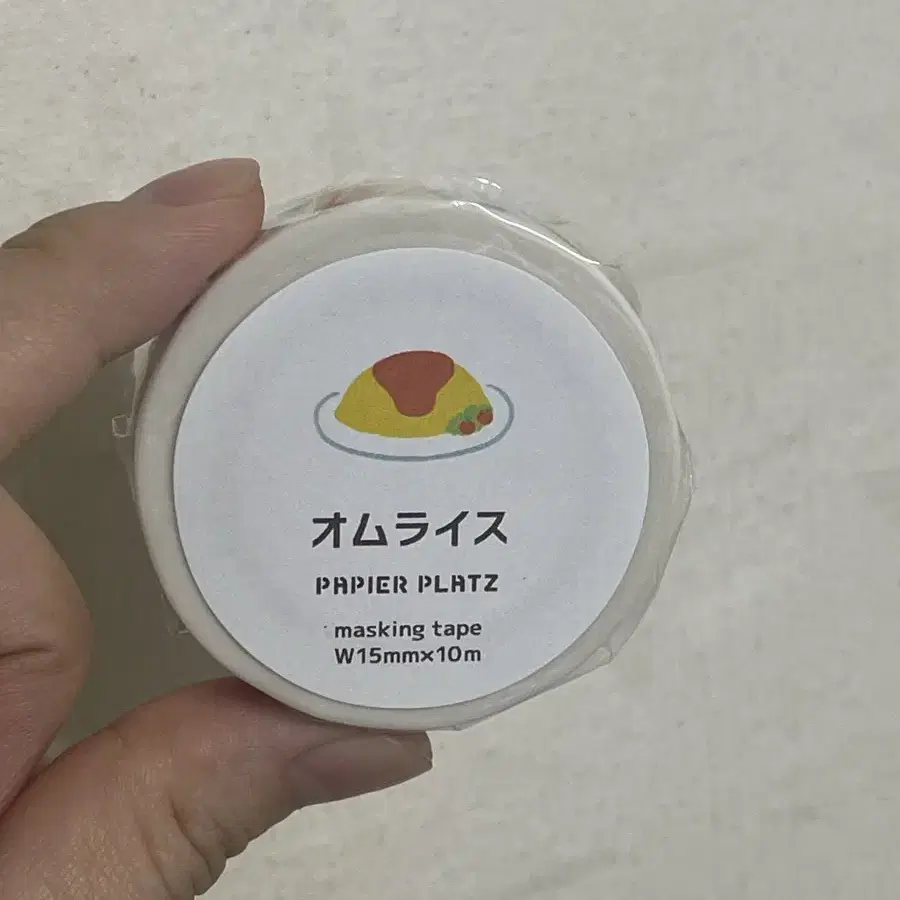 オムライス
PAPIER PLATZ
masking tape
W15mm×10m